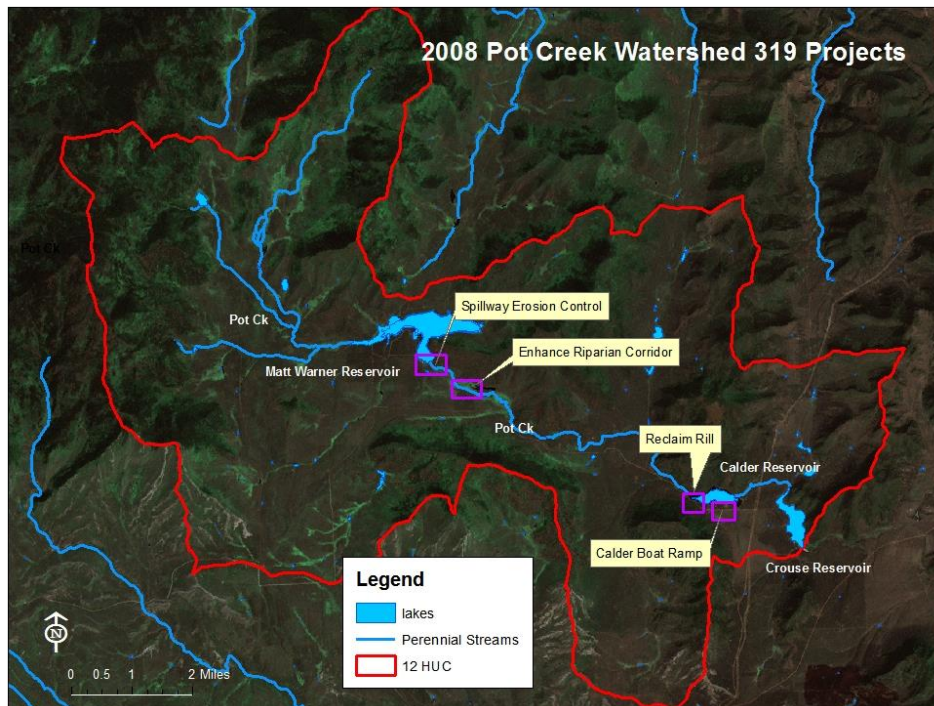 2008 Pot Creek Watershed 319 Projects
Pot Ck
Spillway Erosion Control
Pot Ck
Enhance Riparian Corridor
Matt Warner Reservoir
Pot Ck
Reclaim Rill
Calder Reservoir
Calder Boat Ramp
Crouse Reservoir
Legend
lakes
Perennial Streams
12 HUC
N
0 0.5 1 2 Miles